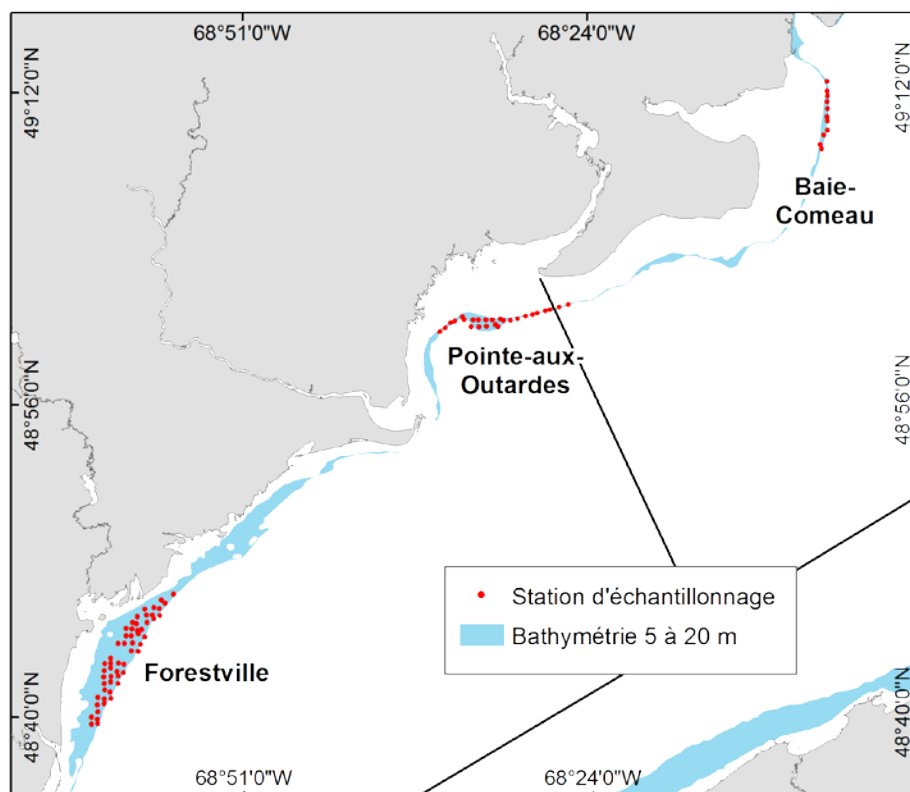 68°51'0"W
68°24'0"W
49°12'0"N
49°12'0"N
Baie-
Comeau
Pointe-aux-
Outardes
48°56'0"N
48°56'0"N
Station d'échantillonnage
Bathymétrie 5 à 20 m
Forestville
48°40'0"N
48°40'0"N
68°51'0"W
68°24'0"W